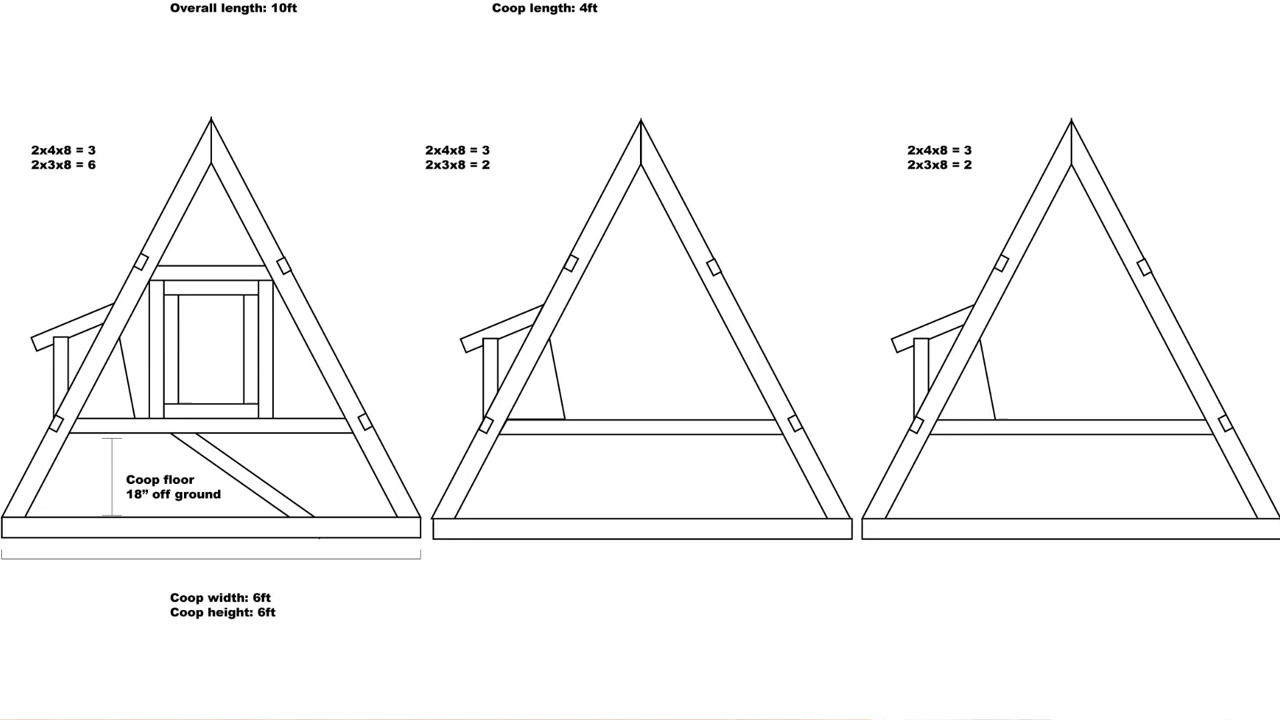 Overall length: 10ft
Coop length: 4ft
2x4x8 = 3
2x3x8 = 6
2x4x8 = 3
2x3x8 = 2
2x4x8 = 3
2x3x8 = 2
Coop floor
18” off ground
Coop width: 6ft
Coop height: 6ft